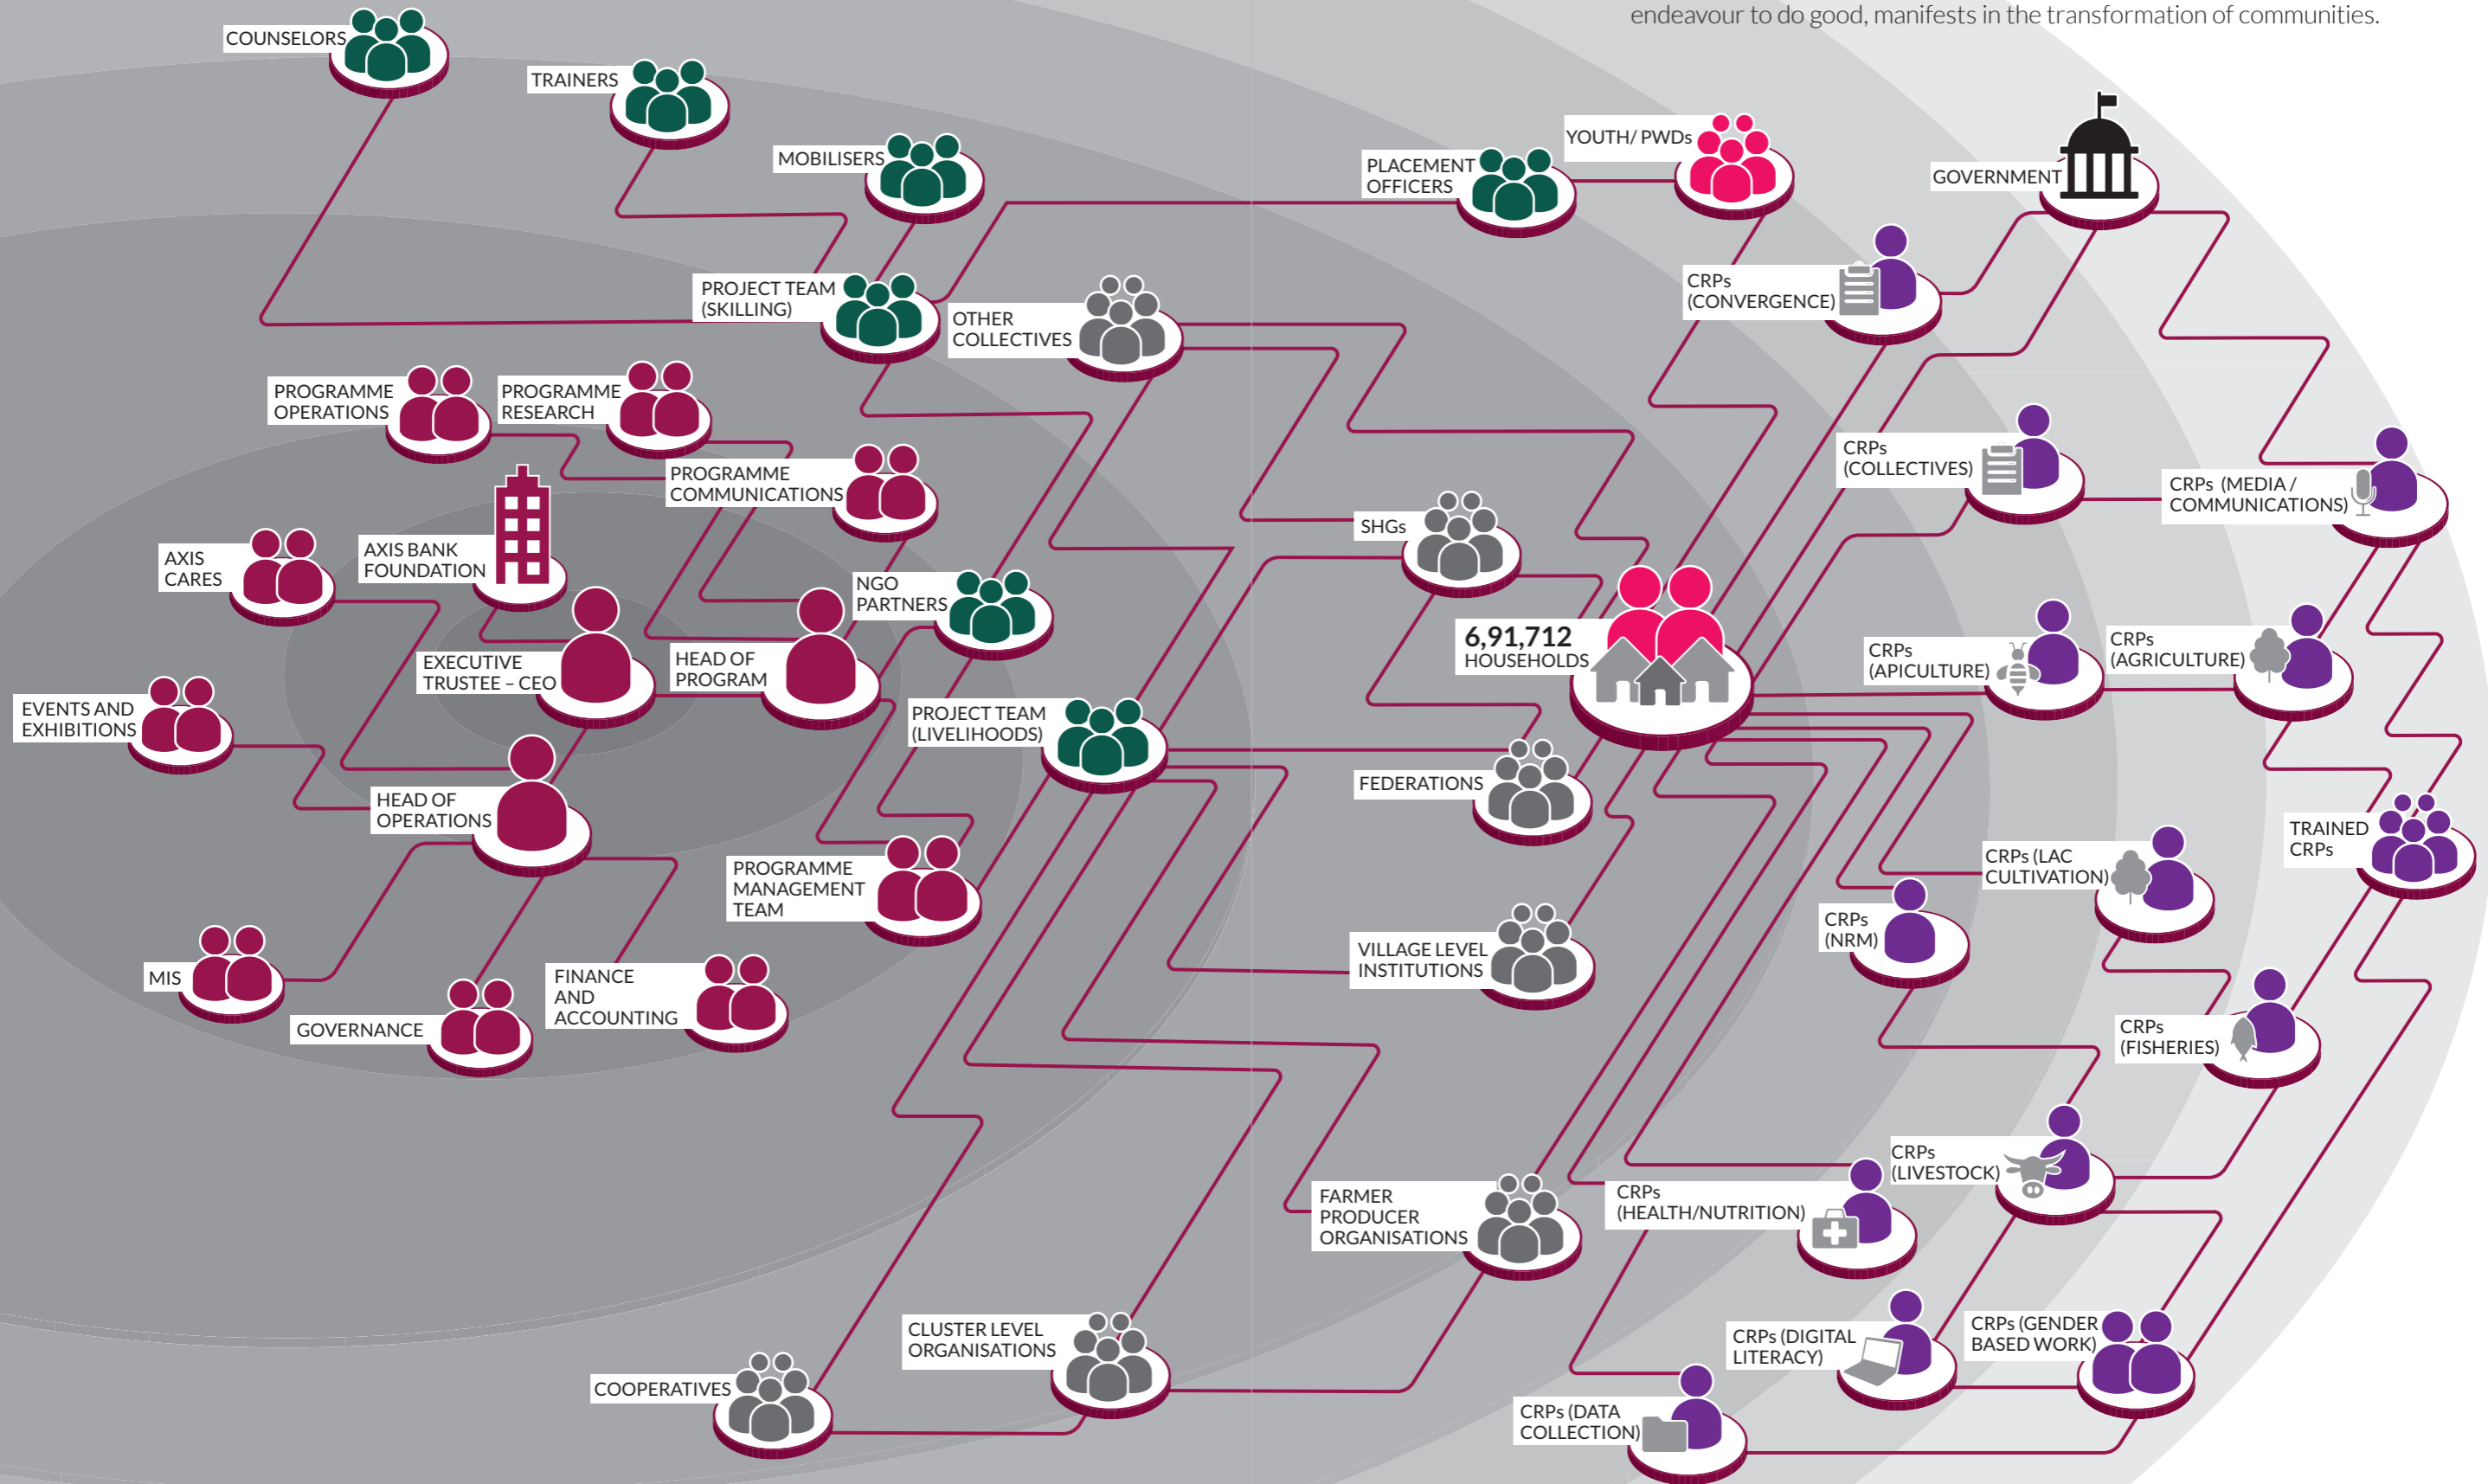 endeavour to do good, manifests in the transformation of communities.
COUNSELORS
TRAINERS
MOBILISERS
PLACEMENT
OFFICERS
YOUTH/ PWDs
GOVERNMENT
PROJECT TEAM
(SKILLING)
OTHER
COLLECTIVES
CRPs
(CONVERGENCE)
PROGRAMME
OPERATIONS
PROGRAMME
RESEARCH
PROGRAMME
COMMUNICATIONS
CRPs
(COLLECTIVES)
CRPs (MEDIA /
COMMUNICATIONS)
SHGs
AXIS
CARES
AXIS BANK
FOUNDATION
NGO
PARTNERS
6,91,712
HOUSEHOLDS
CRPs
(APICULTURE)
CRPs
(AGRICULTURE)
EXECUTIVE
TRUSTEE – CEO
HEAD OF
PROGRAM
EVENTS AND
EXHIBITIONS
PROJECT TEAM
(LIVELIHOODS)
FEDERATIONS
HEAD OF
OPERATIONS
TRAINED
CRPs
PROGRAMME
MANAGEMENT
TEAM
CRPs (LAC
CULTIVATION)
CRPs
(NRM)
VILLAGE LEVEL
INSTITUTIONS
MIS
FINANCE
AND
ACCOUNTING
GOVERNANCE
CRPs
(FISHERIES)
CRPs
(LIVESTOCK)
FARMER
PRODUCER
ORGANISATIONS
CRPs
(HEALTH/NUTRITION)
CLUSTER LEVEL
ORGANISATIONS
CRPs (DIGITAL
LITERACY)
CRPs (GENDER
BASED WORK)
COOPERATIVES
CRPs (DATA
COLLECTION)